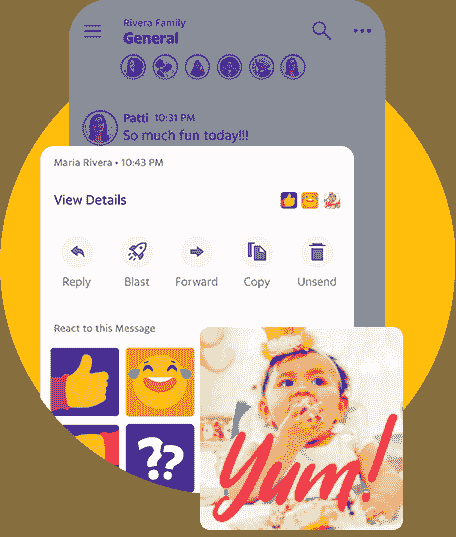 Rivera Family
General
Patti 10:31 PM
So much fun today!!!
Maria Rivera • 10:43 PM
View Details
Reply Blast Forward Copy Unsend
React to this Message
??
Yum!